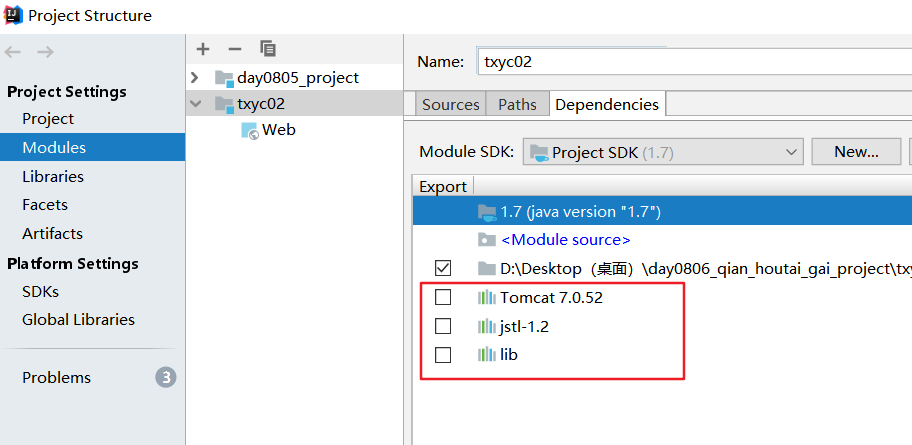 Project Structure
Project Settings
Project
Modules
Libraries
Facets
Artifacts
Platform Settings
SDKs
Global Libraries
Problems 3
day0805_project
txyc02
Web
Name: txyc02
Sources Paths Dependencies
Module SDK: Project SDK (1.7) New...
Export
1.7 (java version "1.7")
<Module source>
D:\Desktop（桌面）\day0806_qian_houtai_gai_project\txy
Tomcat 7.0.52
jstl-1.2
lib